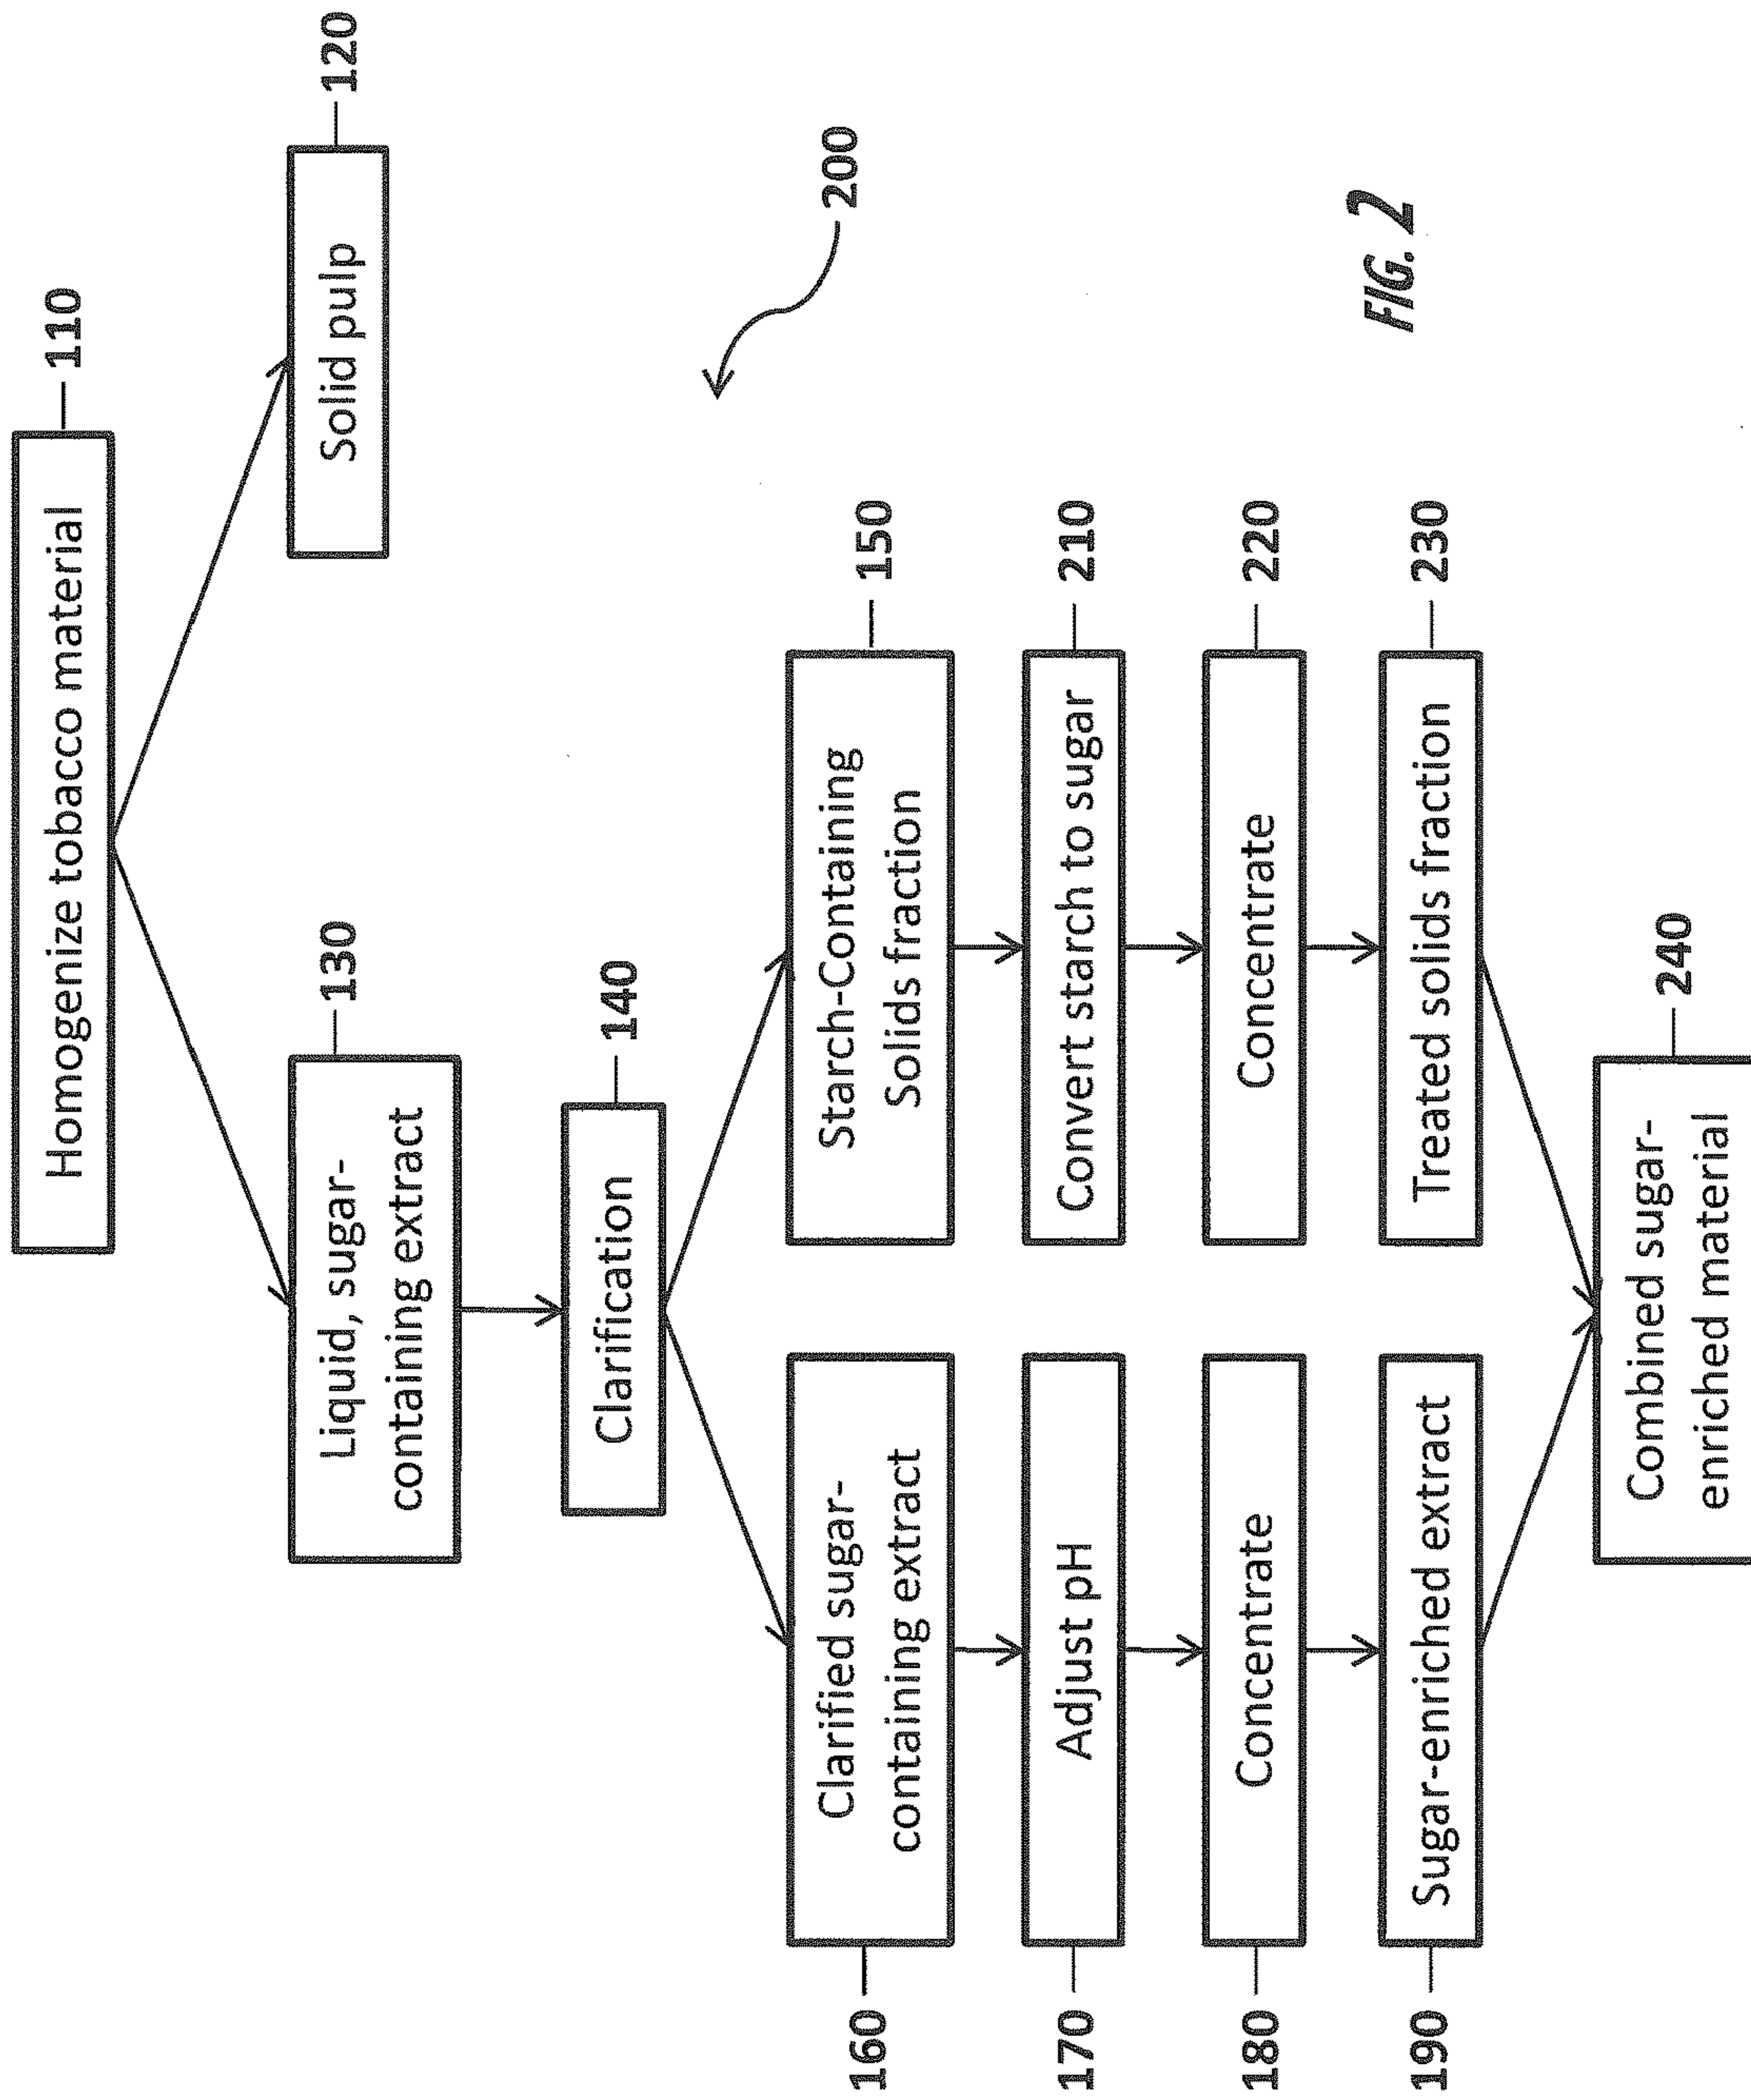 Homogenize tobacco material
110
Solid pulp
120
Liquid, sugar-
containing extract
130
Clarification
140
200
Clarified sugar-
containing extract
160
Starch-Containing
Solids fraction
150
Adjust pH
170
Convert starch to sugar
210
Concentrate
180
Concentrate
220
Sugar-enriched extract
190
Treated solids fraction
230
Combined sugar-
enriched material
240
FIG. 2